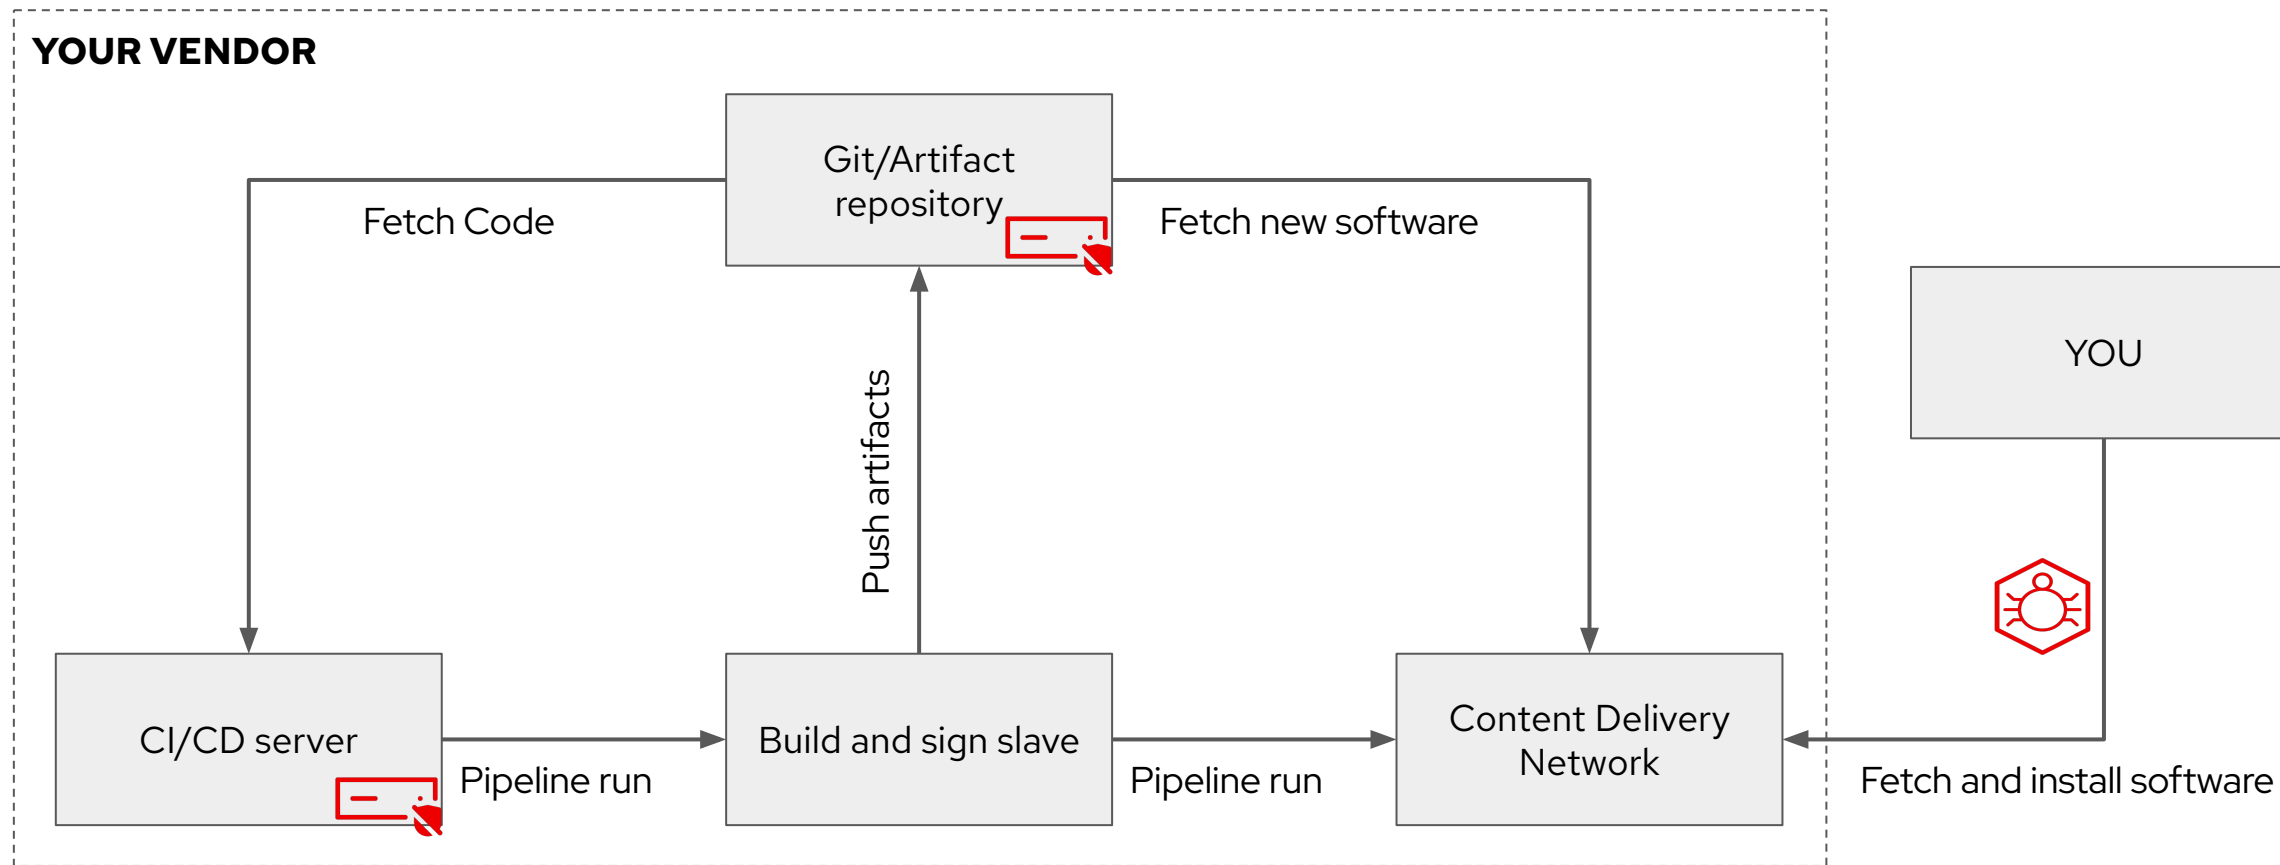 YOUR VENDOR
Git/Artifact
repository
Fetch Code
Fetch new software
YOU
Push artifacts
CI/CD server
Build and sign slave
Content Delivery
Network
Pipeline run
Pipeline run
Fetch and install software